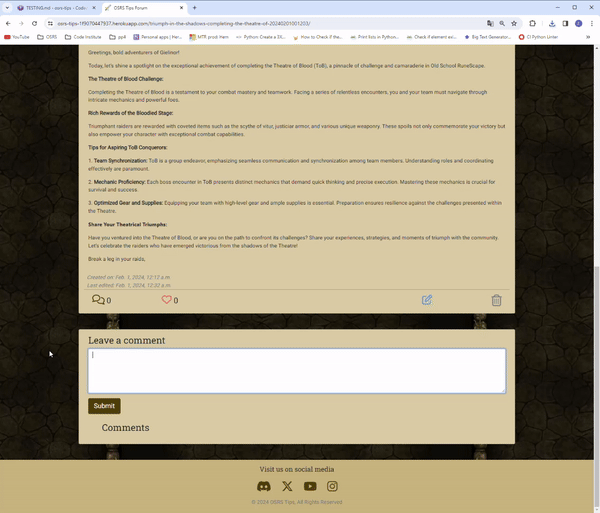 TESTING.md - osrs-tips - Code
OSRS Tips Forum
osrs-tips-1f9070447937.herokuapp.com/triumph-in-the-shadows-completing-the-theatre-of-20240201001203/
YouTube
OSRS
Code Institute
pp4
Personal apps | Her...
MTR prod: Herr
Python Create a SX...
How to Check if the...
Print lists in Python...
Check if element exi...
Big Text Generator...
CI Python Linter
Greetings, bold adventurers of Gielinor!
Today, let's shine a spotlight on the exceptional achievement of completing the Theatre of Blood (ToB), a pinnacle of challenge and camaraderie in Old School RuneScape.
The Theatre of Blood Challenge:
Completing the Theatre of Blood is a testament to your combat mastery and teamwork. Facing a series of relentless encounters, you and your team must navigate through
intricate mechanics and powerful foes.
Rich Rewards of the Bloodied Stage:
Triumphant raiders are rewarded with coveted items such as the scythe of vitur, justiciar armor, and various unique weaponry. These spoils not only commemorate your victory but
also empower your character with exceptional combat capabilities.
Tips for Aspiring ToB Conquerors:
1. Team Synchronization: ToB is a group endeavor, emphasizing seamless communication and synchronization among team members. Understanding roles and coordinating
effectively are paramount.
2. Mechanic Proficiency: Each boss encounter in ToB presents distinct mechanics that demand quick thinking and precise execution. Mastering these mechanics is crucial for
survival and success.
3. Optimized Gear and Supplies: Equipping your team with high-level gear and ample supplies is essential. Preparation ensures resilience against the challenges presented within
the Theatre.
Share Your Theatrical Triumphs:
Have you ventured into the Theatre of Blood, or are you on the path to confront its challenges? Share your experiences, strategies, and moments of triumph with the community.
Let's celebrate the raiders who have emerged victorious from the shadows of the Theatre!
Break a leg in your raids,
Created on: Feb. 1, 2024, 12:12 a.m.
Last edited: Feb. 1, 2024, 12:32 a.m.
0
0
Leave a comment
Submit
Comments
Visit us on social media
© 2024 OSRS Tips, All Rights Reserved